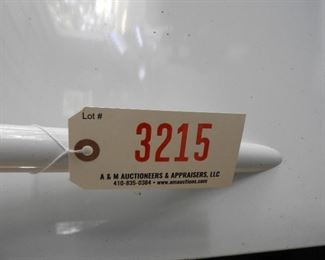 Lot #
3215
A & M AUCTIONEERS & APPRAISERS, LLC
410-835-0384 • www.amauctions.com